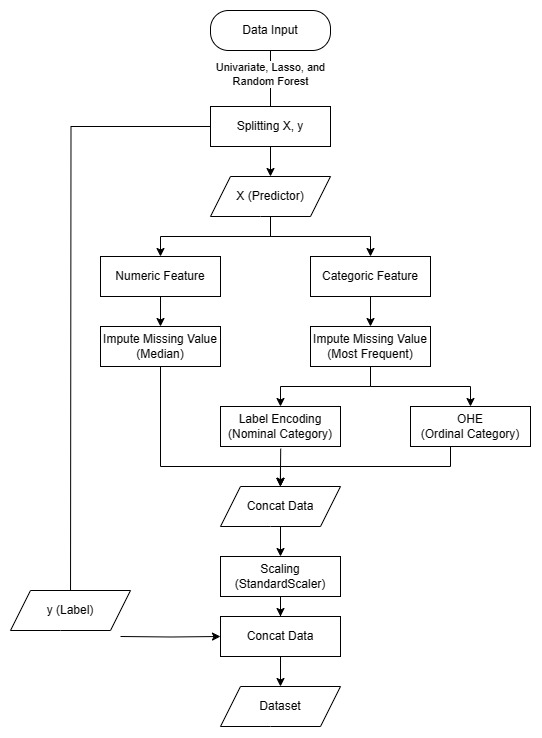 Data Input
Univariate, Lasso, and
Random Forest
Splitting X, y
X (Predictor)
Numeric Feature
Categoric Feature
Impute Missing Value
(Median)
Impute Missing Value
(Most Frequent)
Label Encoding
(Nominal Category)
OHE
(Ordinal Category)
Concat Data
Scaling
(StandardScaler)
y (Label)
Concat Data
Dataset